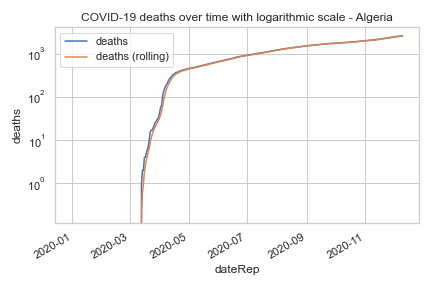 COVID-19 deaths over time with logarithmic scale - Algeria
deaths
deaths (rolling)
10³
10²
10¹
10⁰
deaths
2020-01
2020-03
2020-05
2020-07
2020-09
2020-11
dateRep